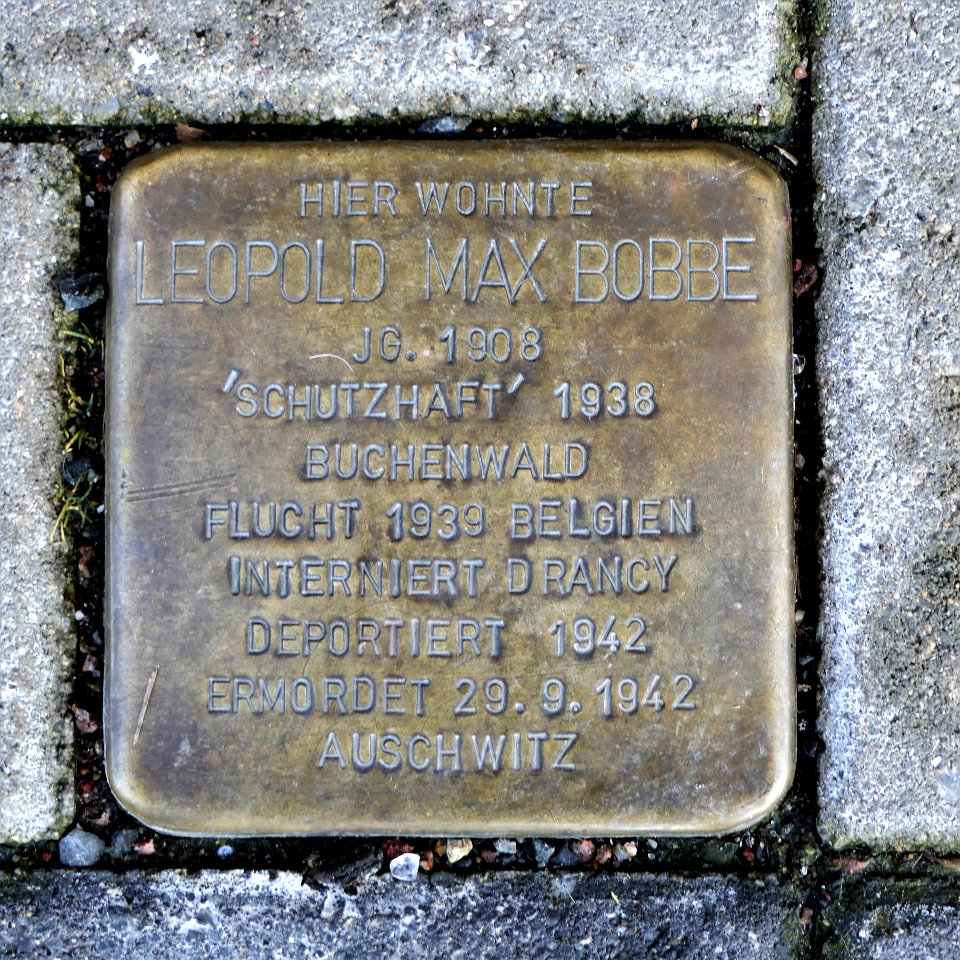 HIER WOHNTE
LEOPOLD MAX BOBBE
JG. 1908
'SCHUTZHAFT' 1938
BUCHENWALD
FLUCHT 1939 BELGIEN
INTERNIERT DRANCY
DEPORTIERT 1942
ERMORDET 29.9.1942
AUSCHWITZ